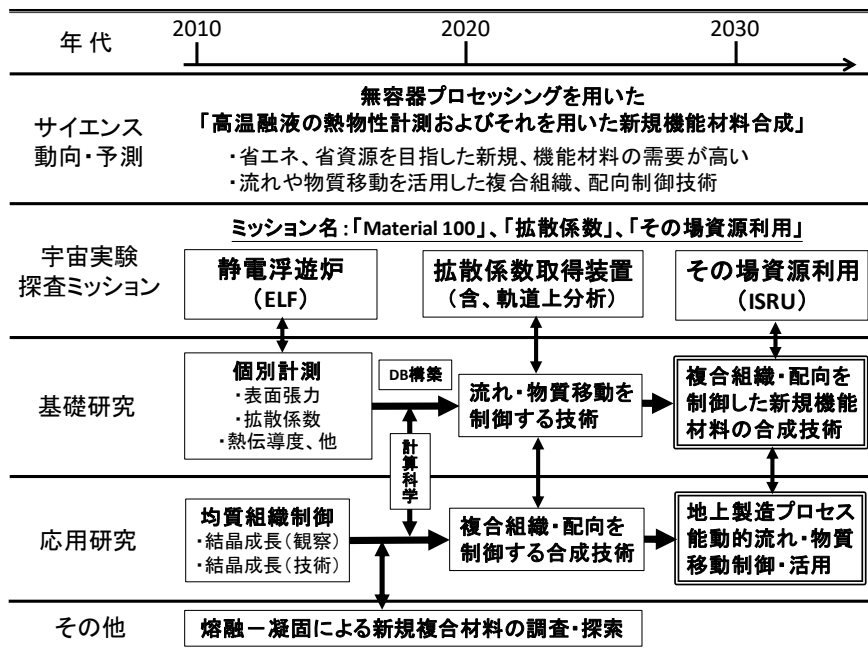 年 代
2010
2020
2030
サイエンス
動向・予測
無容器プロセッシングを用いた
「高温融液の熱物性計測およびそれを用いた新規機能材料合成」
・省エネ、省資源を目指した新規、機能材料の需要が高い
・流れや物質移動を活用した複合組織、配向制御技術
宇宙実験
探査ミッション
ミッション名：「Material 100」、「拡散係数」、「その場資源利用」
静電浮遊炉
（ELF）
拡散係数取得装置
（含、軌道上分析）
その場資源利用
（ISRU）
基礎研究
個別計測
・表面張力
・拡散係数
・熱伝導度、他
DB構築
流れ・物質移動を
制御する技術
複合組織・配向を
制御した新規機能
材料の合成技術
計算科学
応用研究
均質組織制御
・結晶成長（観察）
・結晶成長（技術）
複合組織・配向を
制御する合成技術
地上製造プロセス
能動的流れ・物質
移動制御・活用
その他
熔融－凝固による新規複合材料の調査・探索